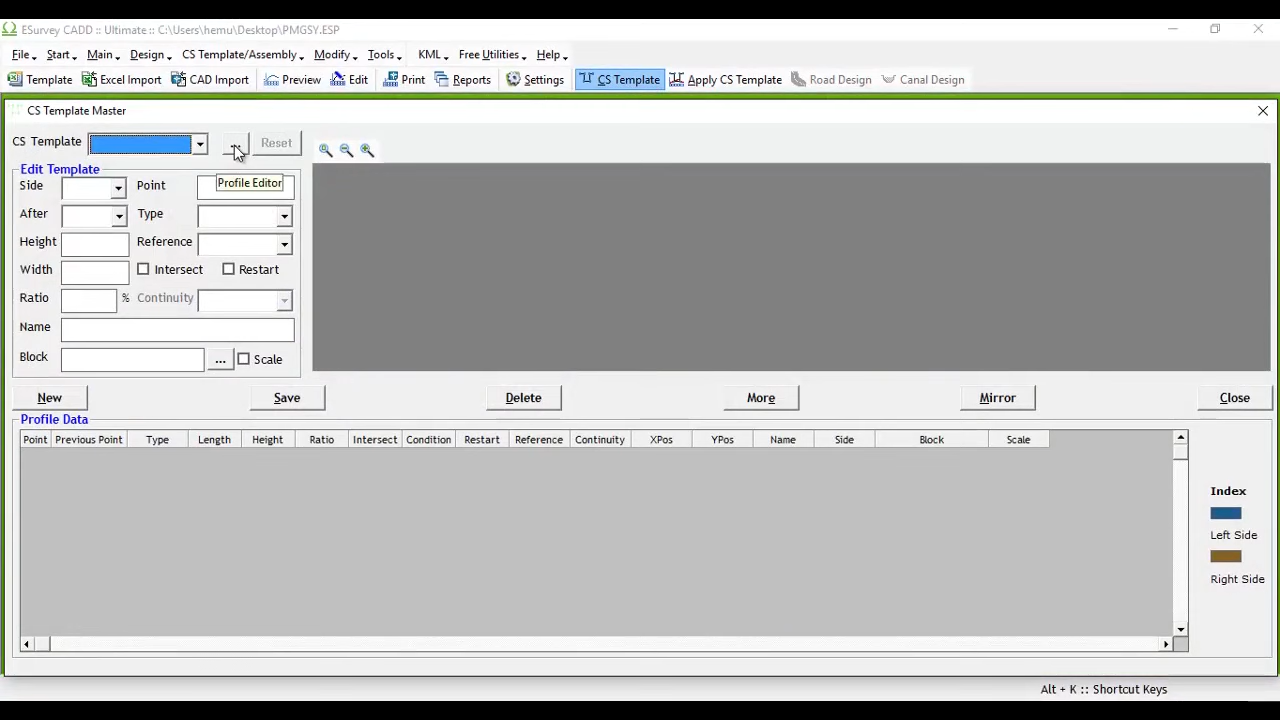 ESurvey CADD :: Ultimate :: C:\Users\hemu\Desktop\PMGSY.ESP
File Start Main Design CS Template/Assembly Modify Tools KML Free Utilities Help
Template Excel Import CAD Import Preview Edit Print Reports Settings CS Template Apply CS Template Road Design Canal Design
CS Template Master
CS Template ... Reset
Edit Template
Profile Editor
Side Point
After Type
Height Reference
Width Intersect Restart
Ratio % Continuity
Name
Block ... Scale
New Save Delete More Mirror Close
Profile Data
Point Previous Point Type Length Height Ratio Intersect Condition Restart Reference Continuity XPos YPos Name Side Block Scale
Index
Left Side
Right Side
Alt + K :: Shortcut Keys